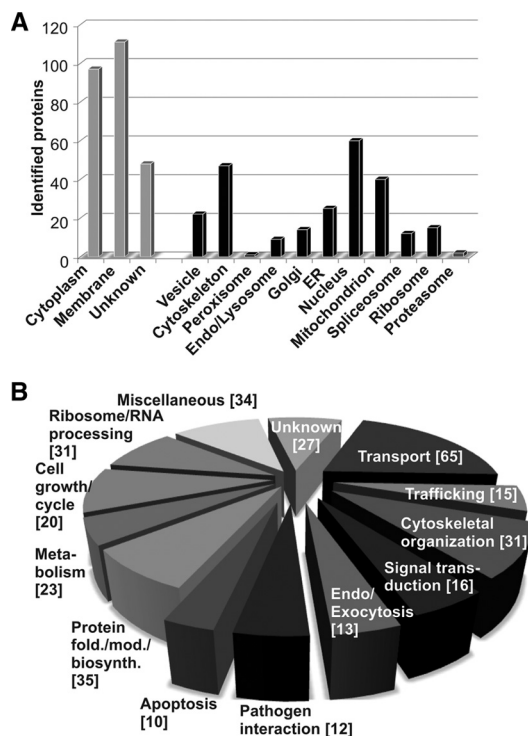 A
Identified proteins
120
100
80
60
40
20
0
Cytoplasm
Membrane
Unknown
Vesicle
Cytoskeleton
Peroxisome
Endo/Lysosome
Golgi
ER
Nucleus
Mitochondrion
Spliceosome
Ribosome
Proteasome
B
Miscellaneous [34]
Unknown
[27]
Transport [65]
Trafficking [15]
Cytoskeletal
organization [31]
Signal trans-
duction [16]
Endo/
Exocytosis
[13]
Pathogen
interaction [12]
Apoptosis
[10]
Protein
fold./mod./
biosynth.
[35]
Meta-
bolism
[23]
Cell
growth/
cycle
[20]
Ribosome/RNA
processing
[31]